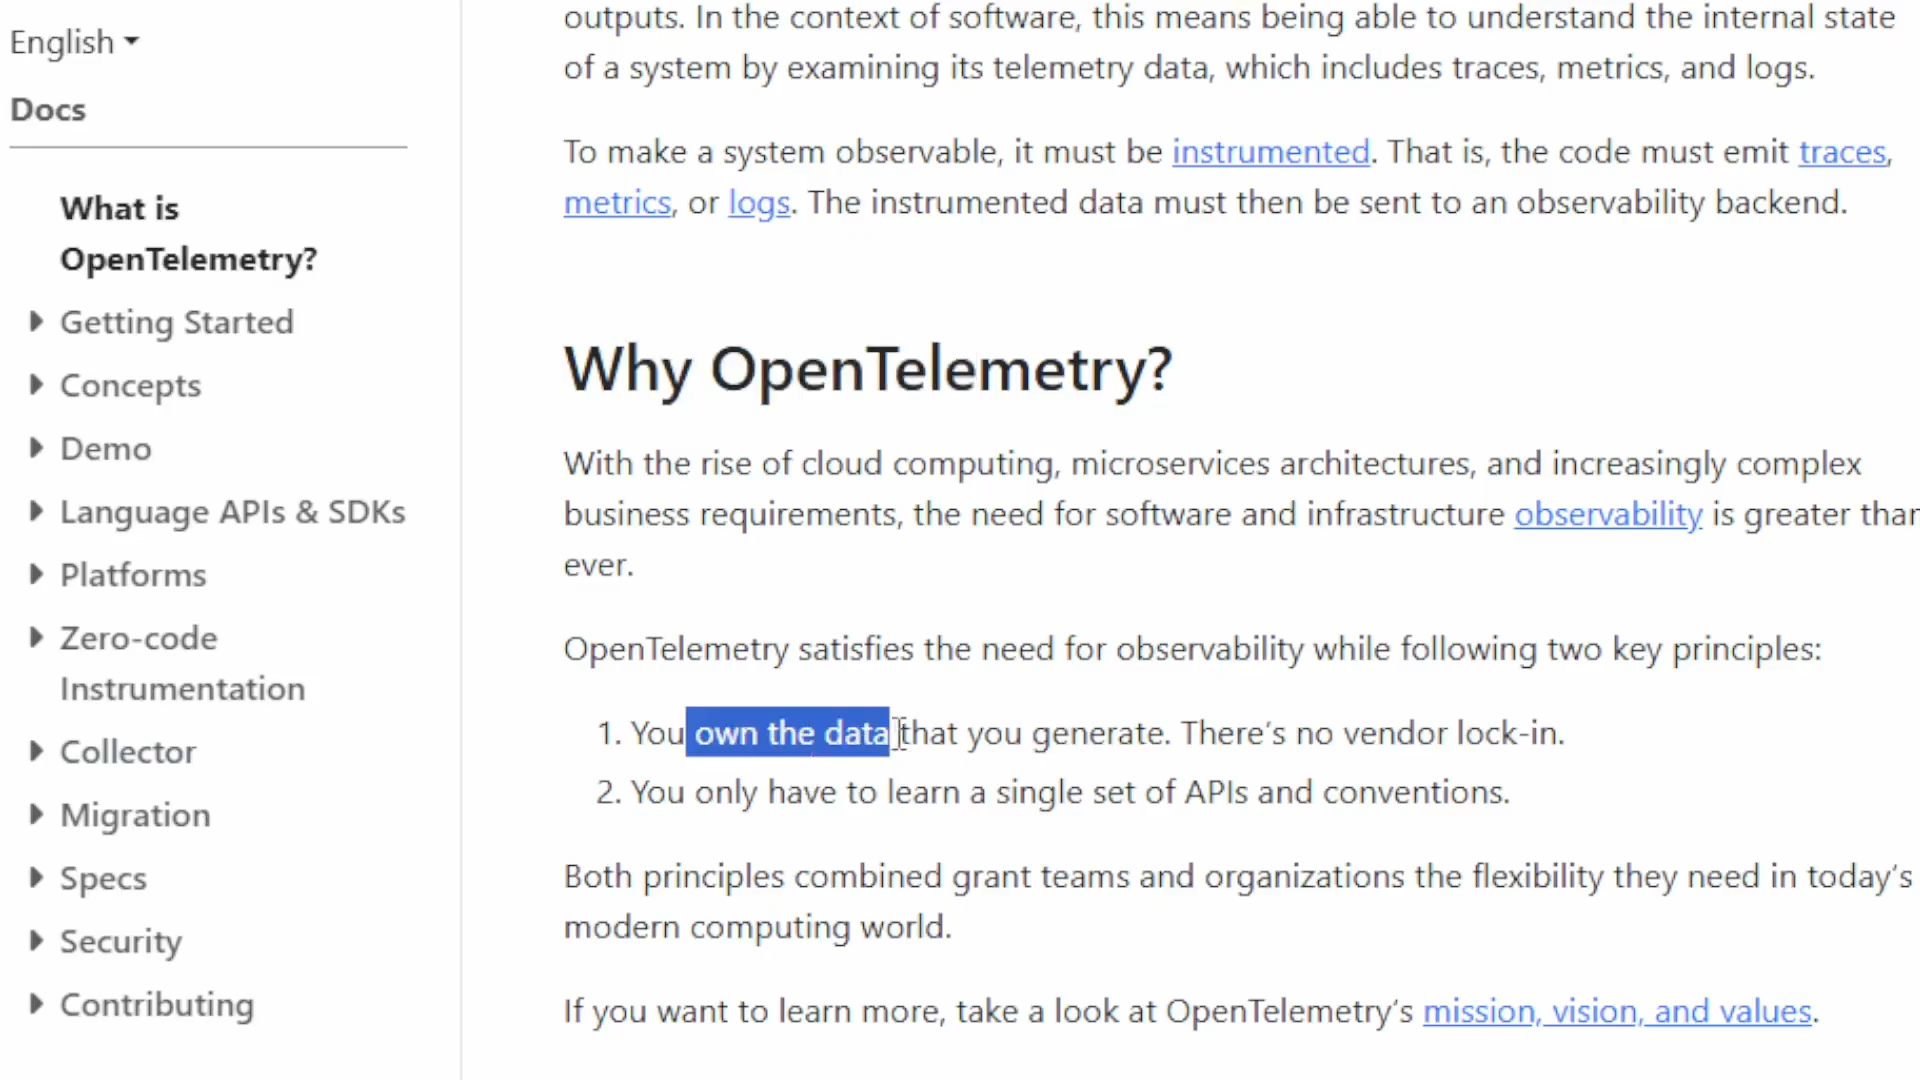 English
Docs
What is
OpenTelemetry?
Getting Started
Concepts
Demo
Language APIs & SDKs
Platforms
Zero-code
Instrumentation
Collector
Migration
Specs
Security
Contributing
outputs. In the context of software, this means being able to understand the internal state
of a system by examining its telemetry data, which includes traces, metrics, and logs.
To make a system observable, it must be instrumented. That is, the code must emit traces,
metrics, or logs. The instrumented data must then be sent to an observability backend.
Why OpenTelemetry?
With the rise of cloud computing, microservices architectures, and increasingly complex
business requirements, the need for software and infrastructure observability is greater than
ever.
OpenTelemetry satisfies the need for observability while following two key principles:
1. You own the data that you generate. There’s no vendor lock-in.
2. You only have to learn a single set of APIs and conventions.
Both principles combined grant teams and organizations the flexibility they need in today’s
modern computing world.
If you want to learn more, take a look at OpenTelemetry’s mission, vision, and values.